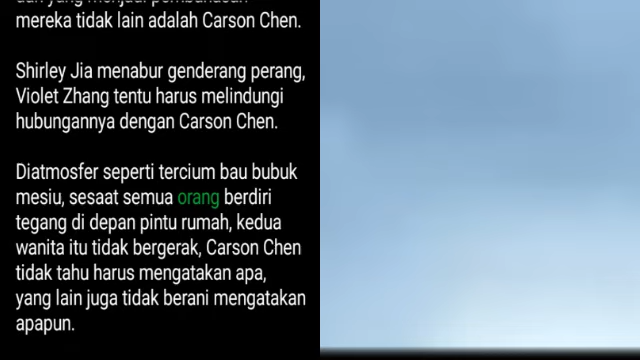 mereka tidak lain adalah Carson Chen.
Shirley Jia menabur genderang perang,
Violet Zhang tentu harus melindungi
hubungannya dengan Carson Chen.
Diatmosfer seperti tercium bau bubuk
mesiu, sesaat semua orang berdiri
tegang di depan pintu rumah, kedua
wanita itu tidak bergerak, Carson Chen
tidak tahu harus mengatakan apa,
yang lain juga tidak berani mengatakan
apapun.